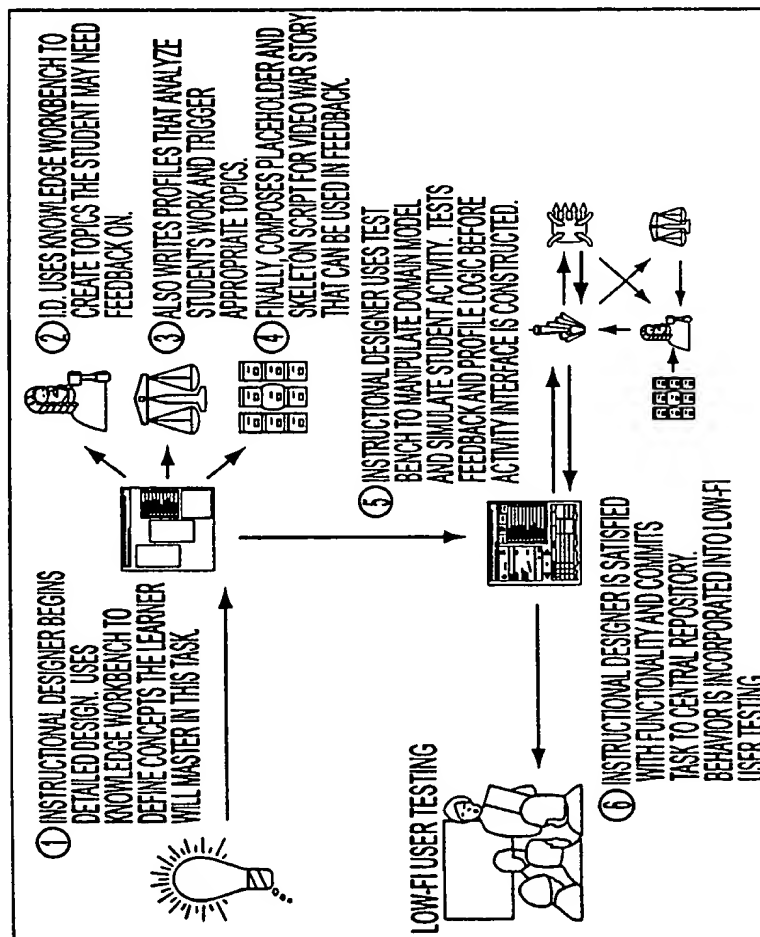 ① INSTRUCTIONAL DESIGNER BEGINS
DETAILED DESIGN. USES
KNOWLEDGE WORKBENCH TO
DEFINE CONCEPTS THE LEARNER
WILL MASTER IN THIS TASK.
② I.D. USES KNOWLEDGE WORKBENCH TO
CREATE TOPICS THE STUDENT MAY NEED
FEEDBACK ON.
③ ALSO WRITES PROFILES THAT ANALYZE
STUDENT'S WORK AND TRIGGER
APPROPRIATE TOPICS.
④ FINALLY, COMPOSES PLACEHOLDER AND
SKELETON SCRIPT FOR VIDEO WAR STORY
THAT CAN BE USED IN FEEDBACK.
⑤ INSTRUCTIONAL DESIGNER USES TEST
BENCH TO MANIPULATE DOMAIN MODEL
AND SIMULATE STUDENT ACTIVITY. TESTS
FEEDBACK AND PROFILE LOGIC BEFORE
ACTIVITY INTERFACE IS CONSTRUCTED.
LOW-FI USER TESTING
⑥ INSTRUCTIONAL DESIGNER IS SATISFIED
WITH FUNCTIONALITY AND COMMITS
TASK TO CENTRAL REPOSITORY.
BEHAVIOR IS INCORPORATED INTO LOW-FI
USER TESTING